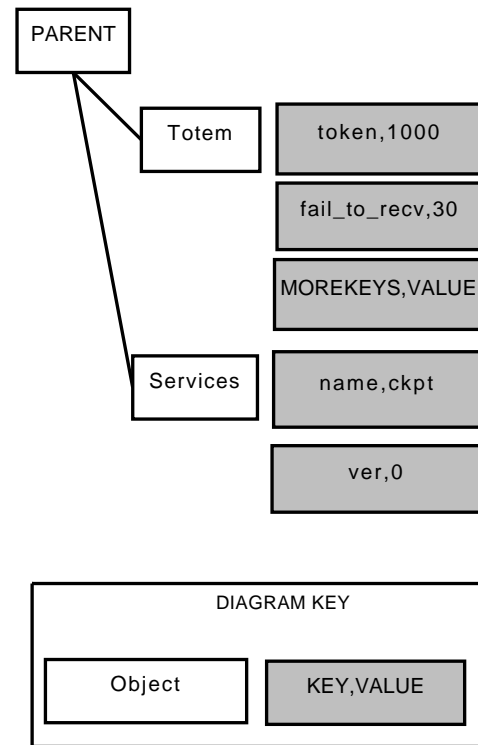 PARENT
Totem
token,1000
fail_to_recv,30
MOREKEYS,VALUE
Services
name,ckpt
ver,0
DIAGRAM KEY
Object
KEY,VALUE